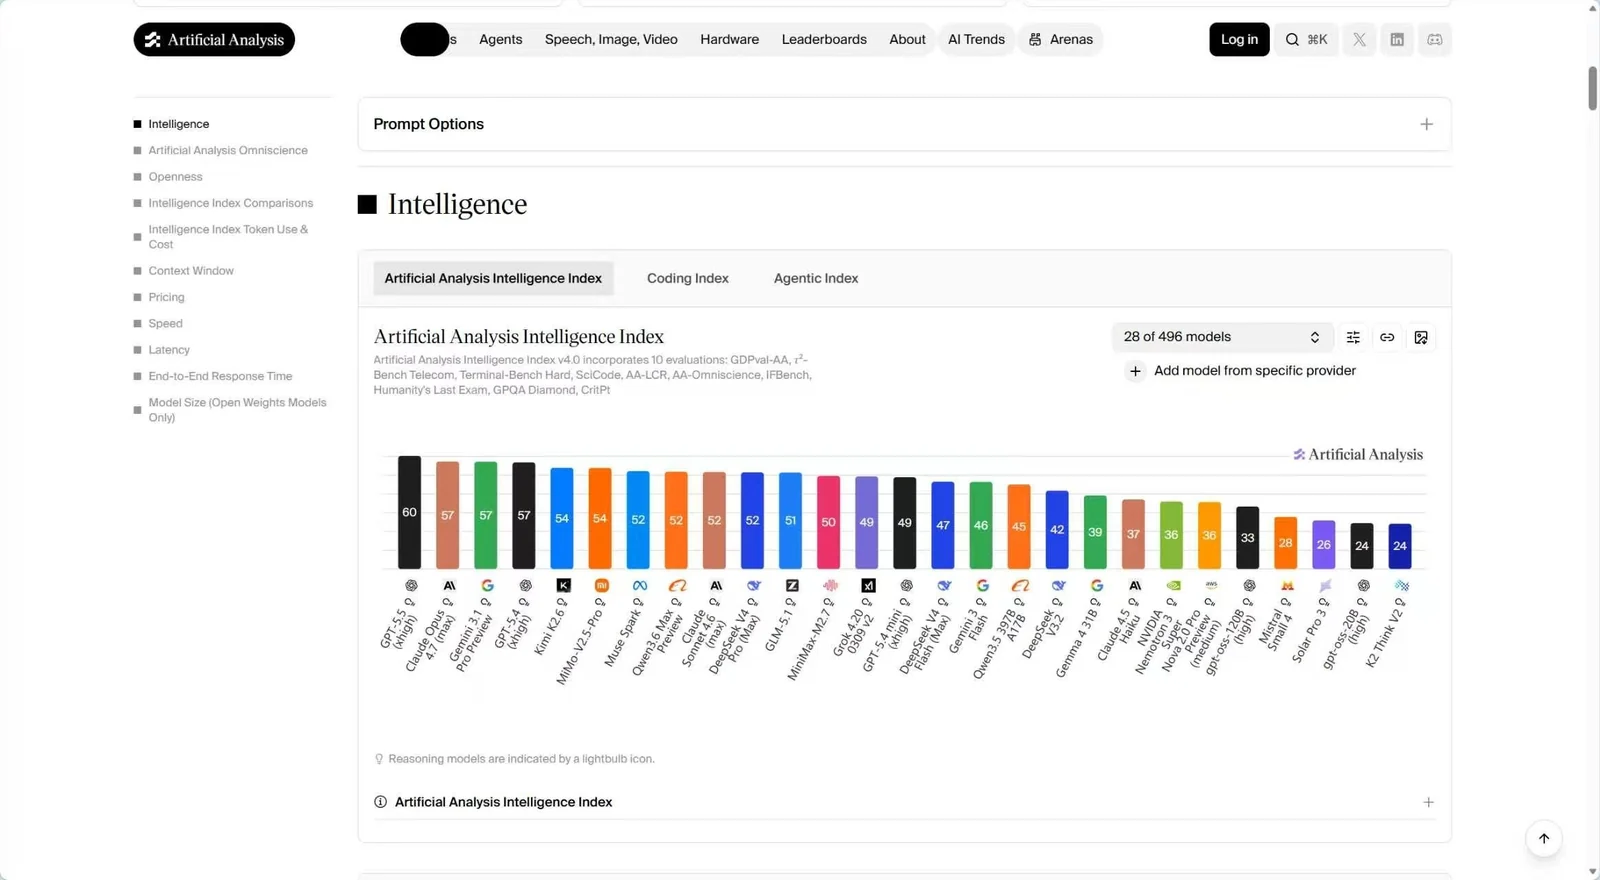 Artificial Analysis
s
Agents
Speech, Image, Video
Hardware
Leaderboards
About
AI Trends
Arenas
Log in
⌘K
Intelligence
Artificial Analysis Omniscience
Openness
Intelligence Index Comparisons
Intelligence Index Token Use &
Cost
Context Window
Pricing
Speed
Latency
End-to-End Response Time
Model Size (Open Weights Models
Only)
Prompt Options
Intelligence
Artificial Analysis Intelligence Index
Coding Index
Agentic Index
Artificial Analysis Intelligence Index
Artificial Analysis Intelligence Index v4.0 incorporates 10 evaluations: GDPval-AA, τ²-
Bench Telecom, Terminal-Bench Hard, SciCode, AA-LCR, AA-Omniscience, IFBench,
Humanity's Last Exam, GPQA Diamond, CritPt
28 of 496 models
Add model from specific provider
Artificial Analysis
60
57
57
57
54
54
52
52
52
52
51
50
49
49
47
46
45
42
39
37
36
36
33
28
26
24
24
GPT-5.5
(xhigh)
Claude Opus
4.7 (max)
Gemini 3.1
Pro Preview
GPT-5.4
(xhigh)
Kimi K2.6
MiMo-V2.5-Pro
Muse Spark
Qwen3.6 Max
Preview
Claude
Sonnet 4.6
(max)
DeepSeek V4
Pro (Max)
GLM-5.1
MiniMax-M2.7
Grok 4.20
0309 v2
GPT-5.4 mini
(xhigh)
DeepSeek V4
Flash (Max)
Gemini 3
Flash
Qwen3.5 397B
A17B
DeepSeek
V3.2
Gemma 4 31B
Claude 4.5
Haiku
NVIDIA
Nemotron 3
Super
Nova 2.0 Pro
Preview
(medium)
gpt-oss-120B
(high)
Mistral
Small 4
Solar Pro 3
gpt-oss-20B
(high)
K2 Think V2
Reasoning models are indicated by a lightbulb icon.
Artificial Analysis Intelligence Index